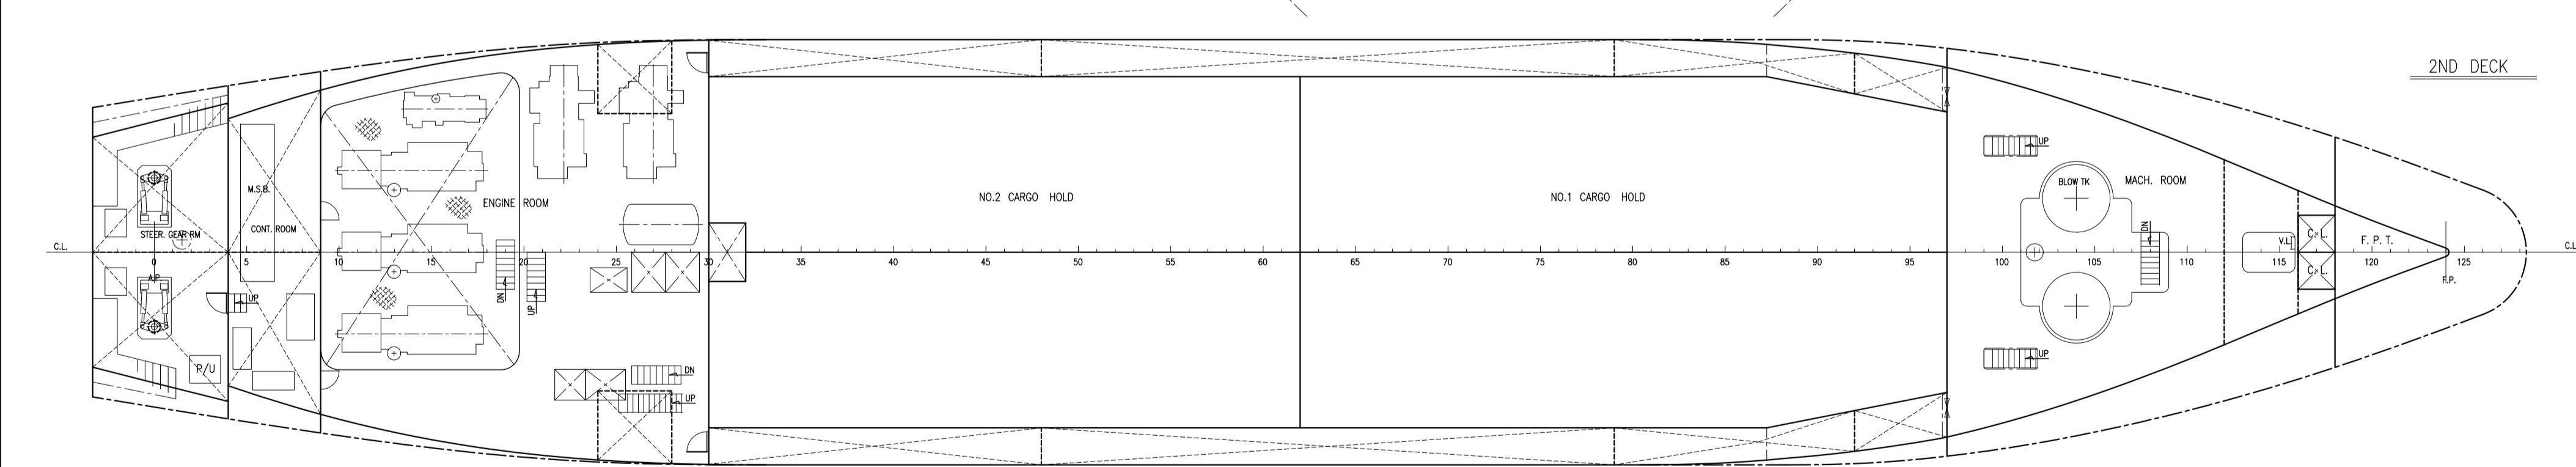 2ND DECK
UP
BLOW TK
MACH. ROOM
M.S.B.
NO.2 CARGO HOLD
NO.1 CARGO HOLD
ENGINE ROOM
CONT. ROOM
STEER. GEAR RM
DN
C.L.
V.L
C.L.
F. P. T.
C.L
0 5 10 15 20 25 30 35 40 45 50 55 60 65 70 75 80 85 90 95 100 105 110 115 120 125
C.L.
A.P
F.P.
UP
DN
UP
UP
R/U
DN
UP